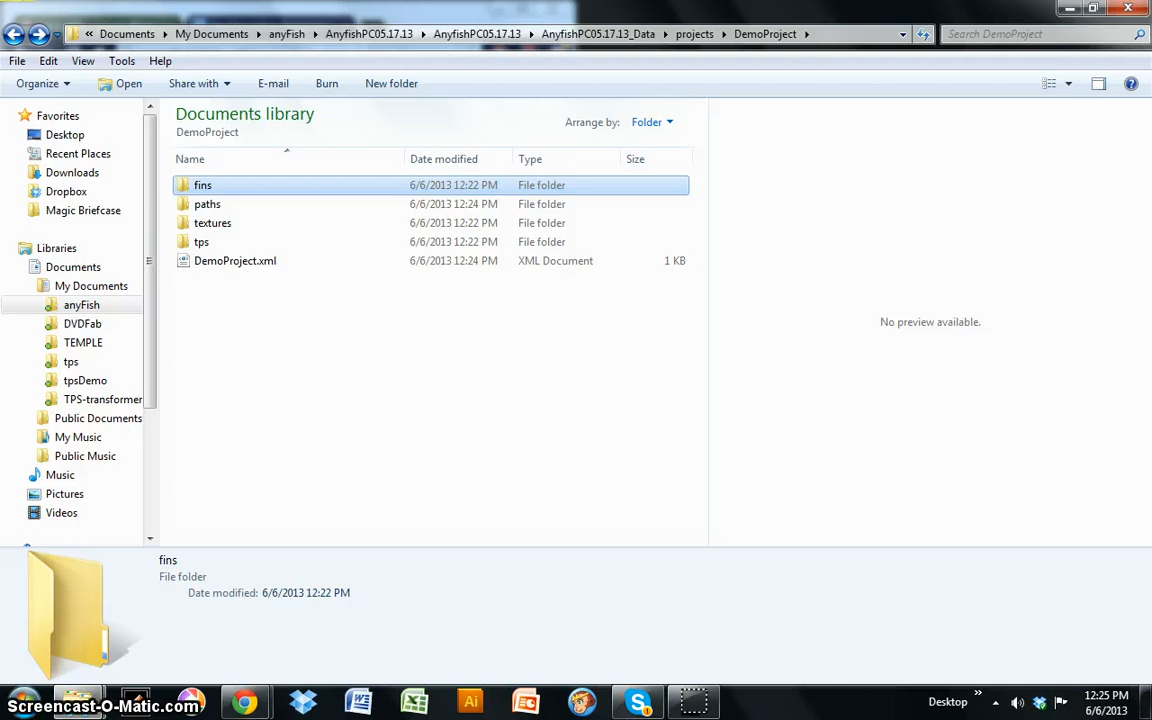 « Documents My Documents anyFish AnyfishPC05.17.13 AnyfishPC05.17.13 AnyfishPC05.17.13_Data projects DemoProject Search DemoProject
File Edit View Tools Help
Organize Open Share with E-mail Burn New folder
Favorites
Desktop
Recent Places
Downloads
Dropbox
Magic Briefcase
Libraries
Documents
My Documents
anyFish
DVDFab
TEMPLE
tps
tpsDemo
TPS-transformer
Public Documents
My Music
Public Music
Music
Pictures
Videos
Documents library
DemoProject
Arrange by: Folder
Name Date modified Type Size
fins 6/6/2013 12:22 PM File folder
paths 6/6/2013 12:24 PM File folder
textures 6/6/2013 12:22 PM File folder
tps 6/6/2013 12:22 PM File folder
DemoProject.xml 6/6/2013 12:24 PM XML Document 1 KB
No preview available.
fins
File folder
Date modified: 6/6/2013 12:22 PM
Screencast-O-Matic.com
Ai
Desktop »
12:25 PM
6/6/2013